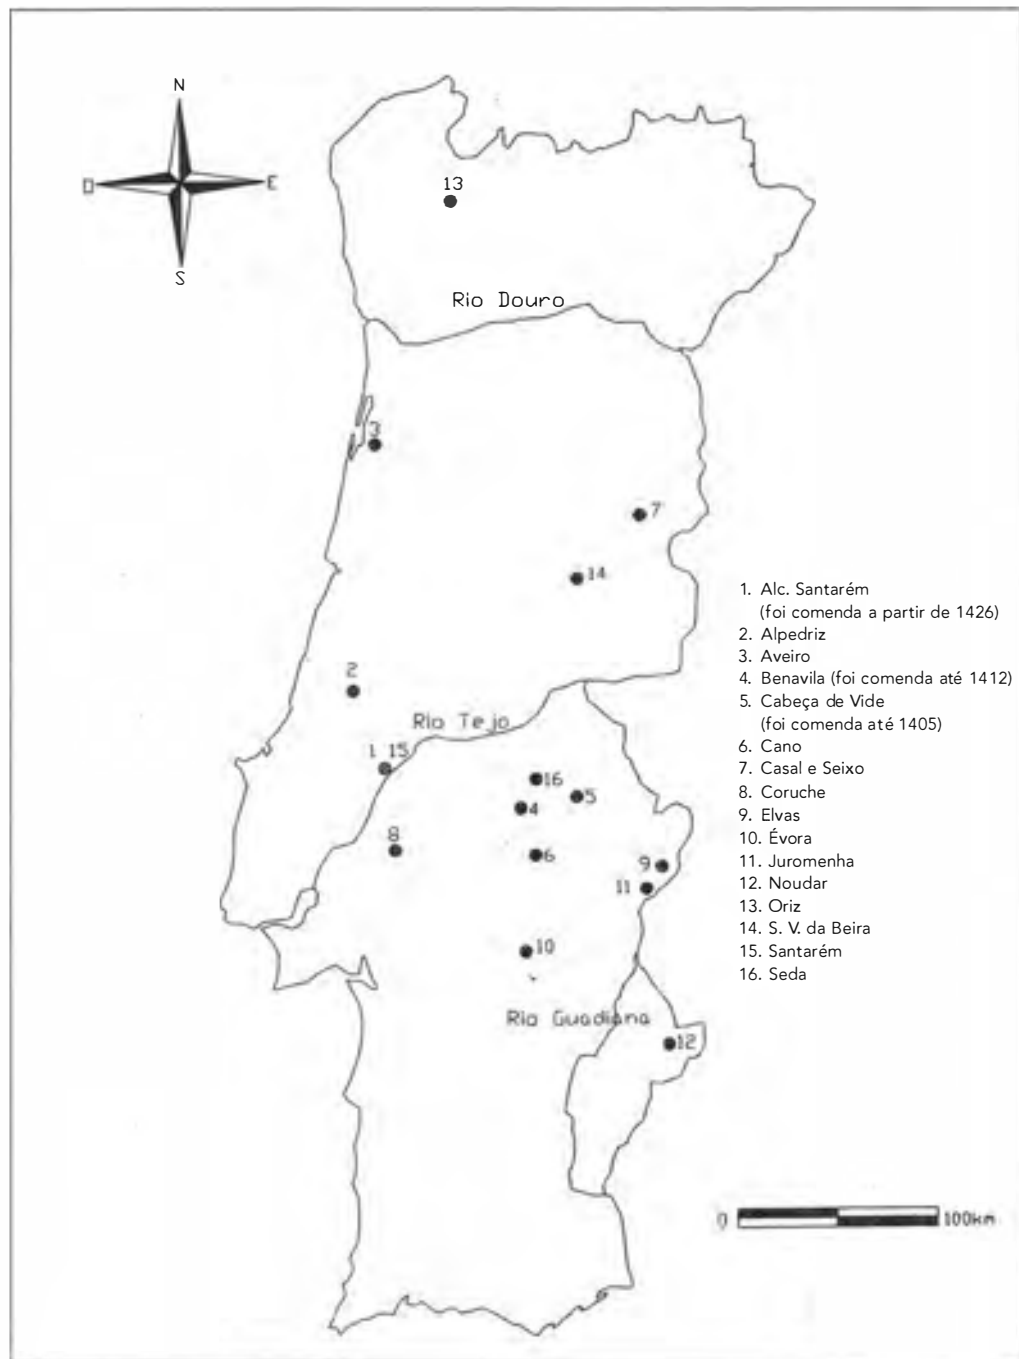 N
O
E
S
13
Rio Douro
3
7
14
2
Rio Tejo
1 15
16
5
4
8
6
9
11
10
Rio Guadiana
12
0
100km
1. Alc. Santarém
(foi comenda a partir de 1426)
2. Alpedriz
3. Aveiro
4. Benavila (foi comenda até 1412)
5. Cabeça de Vide
(foi comenda até 1405)
6. Cano
7. Casal e Seixo
8. Coruche
9. Elvas
10. Évora
11. Juromenha
12. Noudar
13. Oriz
14. S. V. da Beira
15. Santarém
16. Seda